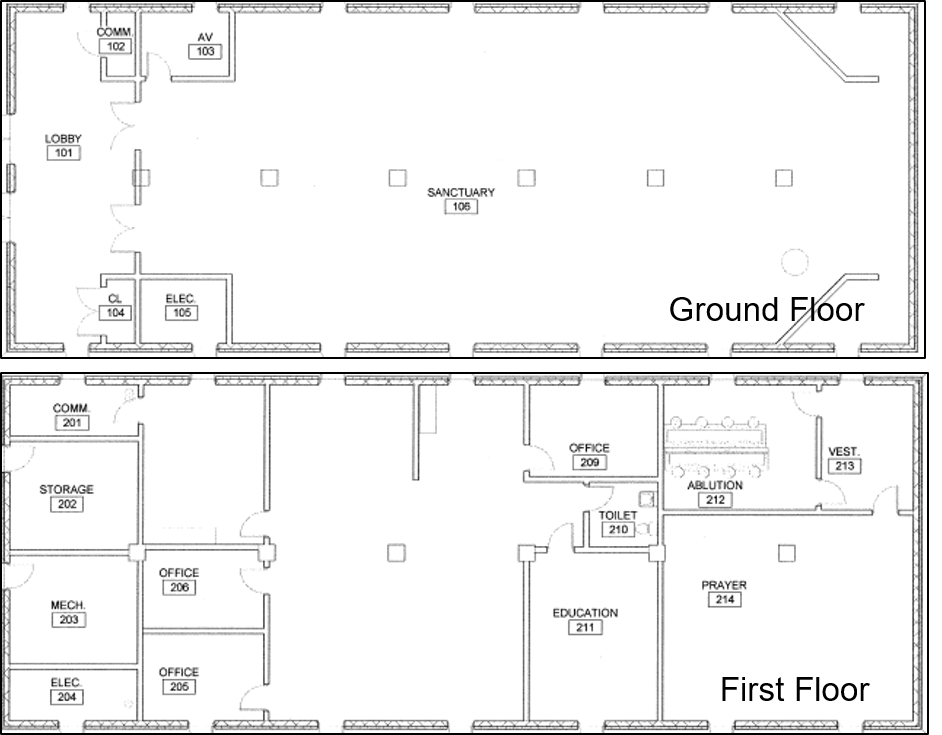 COMM.
102
AV
103
LOBBY
101
SANCTUARY
106
CL
104
ELEC.
105
Ground Floor
COMM.
201
STORAGE
202
MECH.
203
ELEC.
204
OFFICE
206
OFFICE
205
OFFICE
209
TOILET
210
EDUCATION
211
ABLUTION
212
VEST.
213
PRAYER
214
First Floor